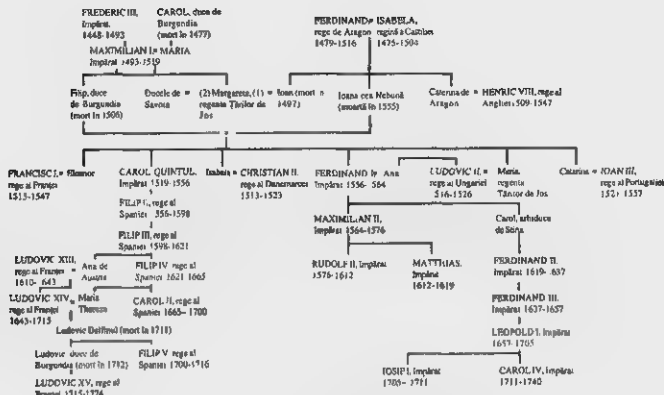 FREDERIC III,
Împărat,
1448-1493
CAROL, duce de
Burgundia
(mort în 1477)
FERDINAND = ISABELA,
rege de Aragon regină a Castiliei
1479-1516 1475-1504
MAXIMILIAN I = MARIA
Împărat 1493-1519
Filip, duce
de Burgundia
(mort în 1506)
Ducele de =
Savoia
(2) Margareta, (1) =
regenta Țărilor de
Jos
Ioan (mort în
1497)
Ioana cea Nebună
(moartă în 1555)
Caterina de =
Aragon
HENRIC VIII, rege al
Angliei 1509-1547
FRANCISC I, = Eleanor
rege al Franței
1515-1547
CAROL QUINTUL,
Împărat 1519-1556
Isabela =
CHRISTIAN II,
rege al Danemarcei
1513-1523
FERDINAND I = Ana
Împărat 1556-564
LUDOVIC II, =
rege al Ungariei
516-1526
Maria,
regenta
Țărilor de Jos
Caterina =
IOAN III,
rege al Portugaliei
1521 1557
FILIP II, rege al
Spaniei 1556-1598
FILIP III, rege al
Spaniei 1598-1621
MAXIMILIAN II,
Împărat 1564-1576
Carol, arhiduce
de Stiria
LUDOVIC XIII, =
rege al Franței
1610- 643
Ana de
Austria
FILIP IV rege al
Spaniei 1621 1665
RUDOLF II, Împărat
1576-1612
MATTHIAS,
Împărat
1612-1619
FERDINAND II,
Împărat 1619- 637
LUDOVIC XIV, =
rege al Franței
1643-1715
Maria
Thereza
CAROL II, rege al
Spaniei 1665- 1700
FERDINAND III,
Împărat 1637-1657
Ludovic Delfinul (mort în 1711)
LEOPOLD I, Împărat
1657-1705
Ludovic duce de
Burgundia (mort în 1712)
FILIP V rege al
Spaniei 1700-1716
IOSIF I, Împărat
1705- 1711
CAROL IV, Împărat
1711-1740
LUDOVIC XV, rege al
Franței 1715-1774